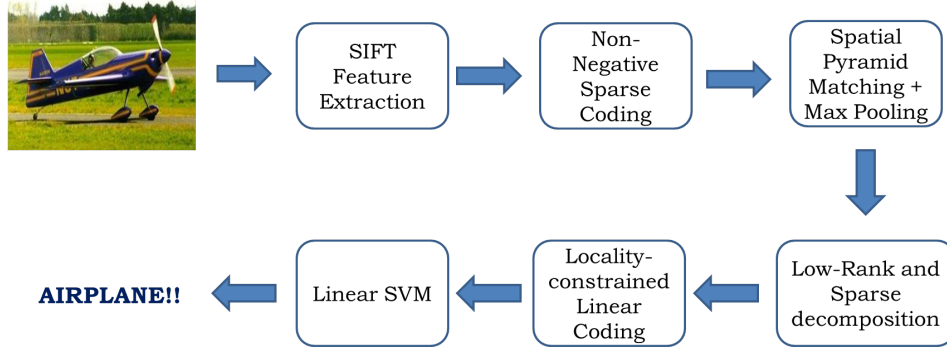 SIFT
Feature
Extraction
Non-
Negative
Sparse
Coding
Spatial
Pyramid
Matching +
Max Pooling
Low-Rank and
Sparse
decomposition
Locality-
constrained
Linear
Coding
Linear SVM
AIRPLANE!!